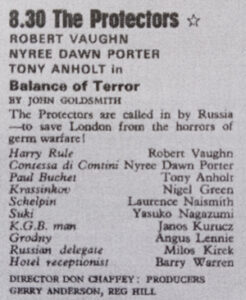 8.30 The Protectors ☆
ROBERT VAUGHN
NYREE DAWN PORTER
TONY ANHOLT in
Balance of Terror
BY JOHN GOLDSMITH
The Protectors are called in by Russia
—to save London from the horrors of
germ warfare!
Harry Rule Robert Vaughn
Contessa di Contini Nyree Dawn Porter
Paul Buchet Tony Anholt
Krassinkov Nigel Green
Schelpin Laurence Naismith
Suki Yasuko Nagazumi
K.G.B. man Janos Kurucz
Grodny Angus Lennie
Russian delegate Milos Kirek
Hotel receptionist Barry Warren
DIRECTOR DON CHAFFEY: PRODUCERS
GERRY ANDERSON, REG HILL